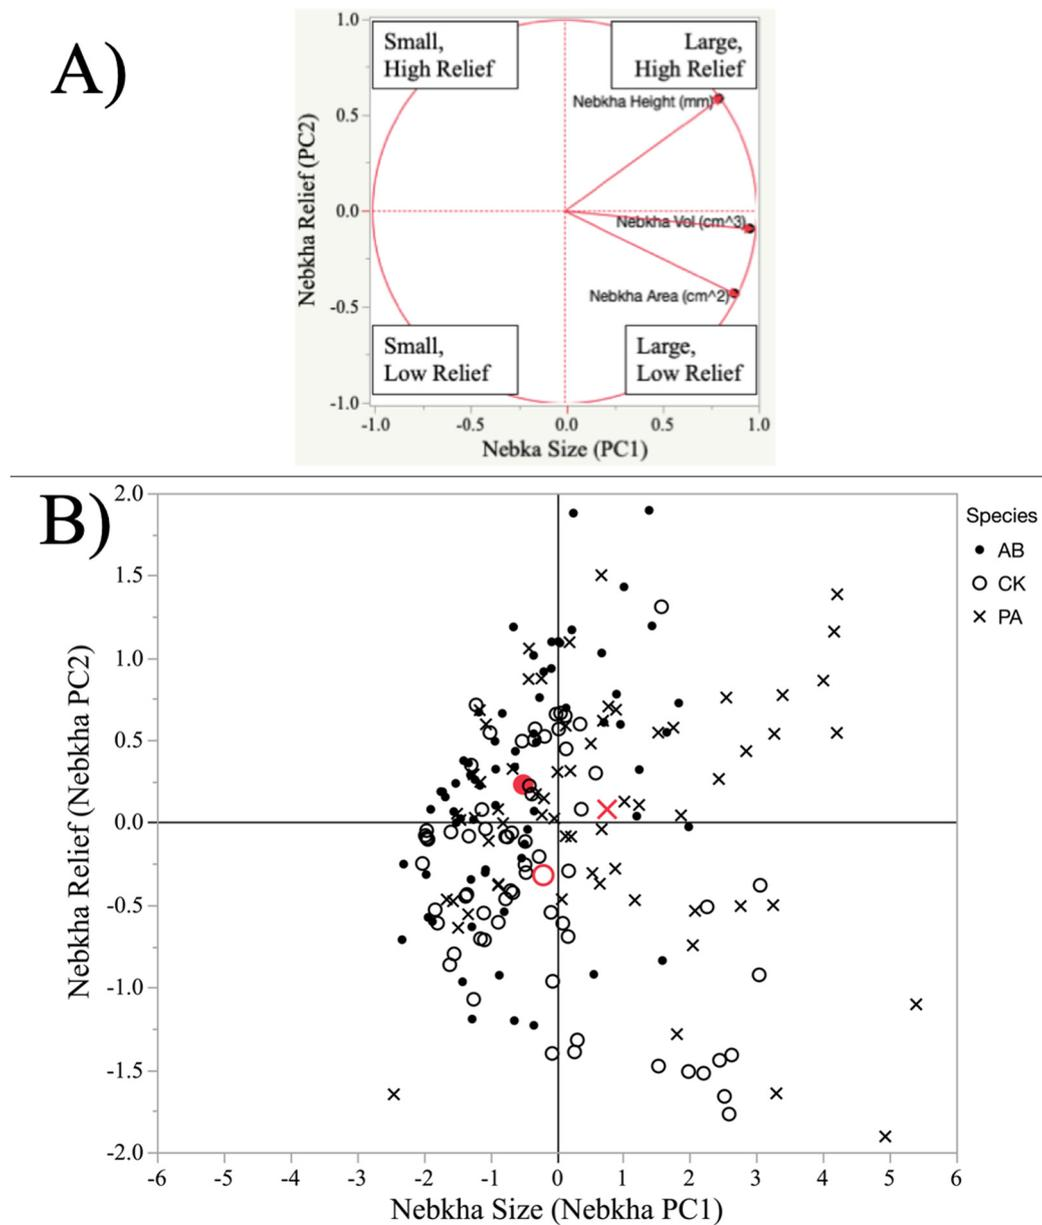 A)
Small,
High Relief
Large,
High Relief
Nebkha Height (mm)
Nebkha Vol (cm^3)
Nebkha Area (cm^2)
Small,
Low Relief
Large,
Low Relief
Nebkha Relief (PC2)
1.0
0.5
0.0
-0.5
-1.0
-1.0
-0.5
0.0
0.5
1.0
Nebka Size (PC1)
B)
Nebkha Relief (Nebkha PC2)
2.0
1.5
1.0
0.5
0.0
-0.5
-1.0
-1.5
-2.0
-6
-5
-4
-3
-2
-1
0
1
2
3
4
5
6
Nebkha Size (Nebkha PC1)
Species
AB
CK
PA